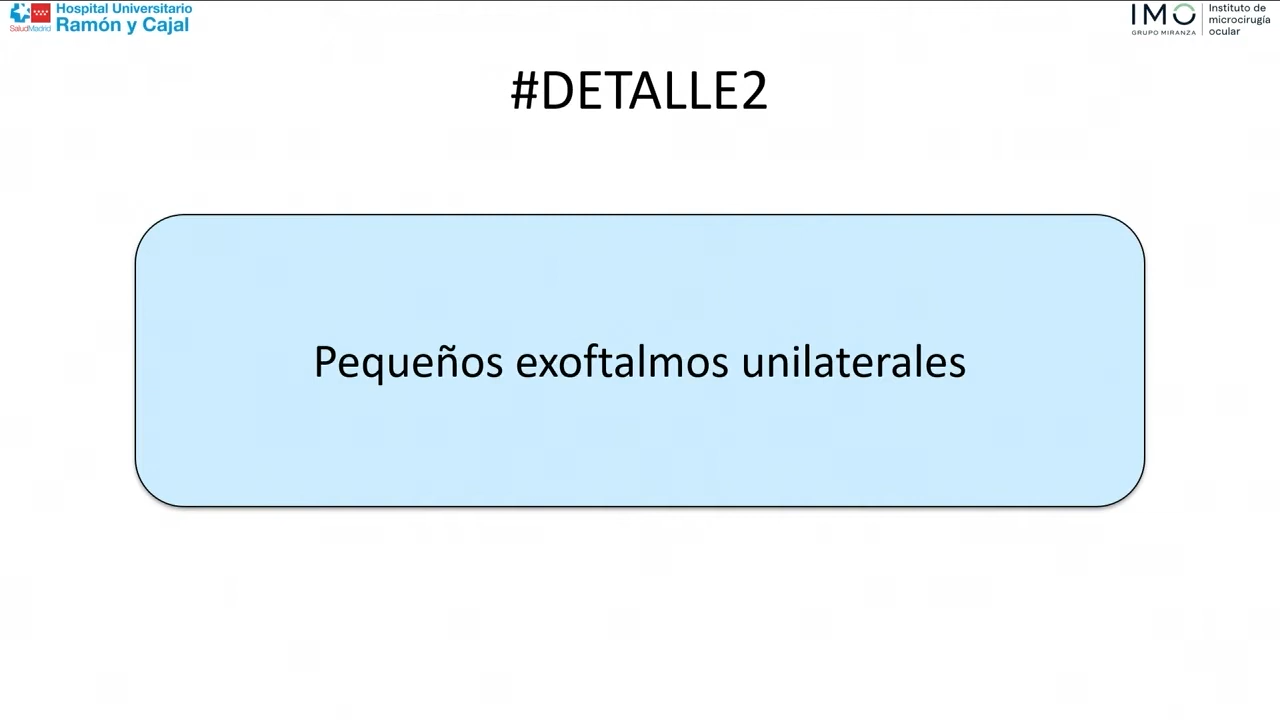 Hospital Universitario
Ramón y Cajal
SaludMadrid
IMO
GRUPO MIRANZA
Instituto de
microcirugía
ocular
#DETALLE2
Pequeños exoftalmos unilaterales